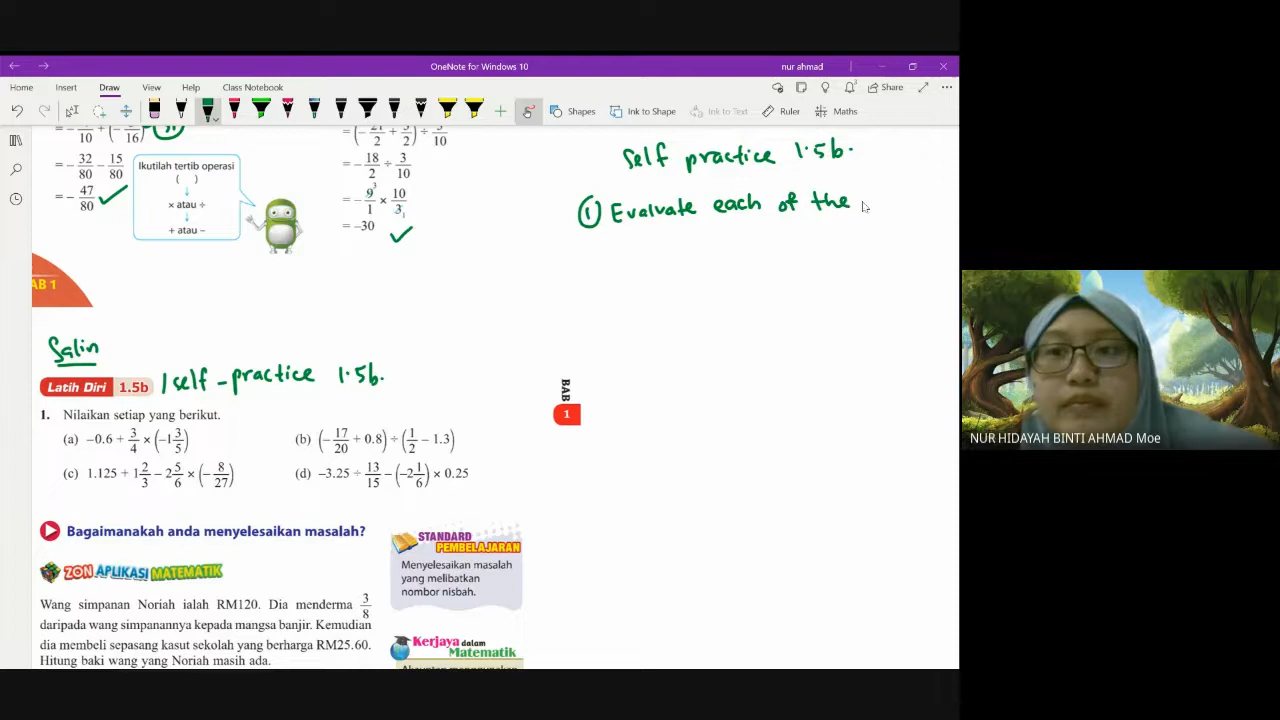 OneNote for Windows 10
nur ahmad
Home Insert Draw View Help Class Notebook
Share
Shapes Ink to Shape Ink to Text Ruler Maths
= − 32/80 − 15/80
= − 47/80
Ikutilah tertib operasi
( )
× atau ÷
+ atau −
= − 18/2 ÷ 3/10
= − 9/1 × 10/3
= −30
3
1
Self practice 1.5b.
① Evaluate each of the
AB 1
Salin
Latih Diri 1.5b / self - practice 1.5b.
1. Nilaikan setiap yang berikut.
(a) −0.6 + 3/4 × (−1 3/5)
(b) (− 17/20 + 0.8) ÷ (1/2 − 1.3)
(c) 1.125 + 1 2/3 − 2 5/6 × (− 8/27)
(d) −3.25 ÷ 13/15 − (−2 1/6) × 0.25
BAB
1
Bagaimanakah anda menyelesaikan masalah?
ZON APLIKASI MATEMATIK
Wang simpanan Noriah ialah RM120. Dia menderma 3/8
daripada wang simpanannya kepada mangsa banjir. Kemudian
dia membeli sepasang kasut sekolah yang berharga RM25.60.
Hitung baki wang yang Noriah masih ada.
STANDARD
PEMBELAJARAN
Menyelesaikan masalah
yang melibatkan
nombor nisbah.
Kerjaya dalam
Matematik
NUR HIDAYAH BINTI AHMAD Moe